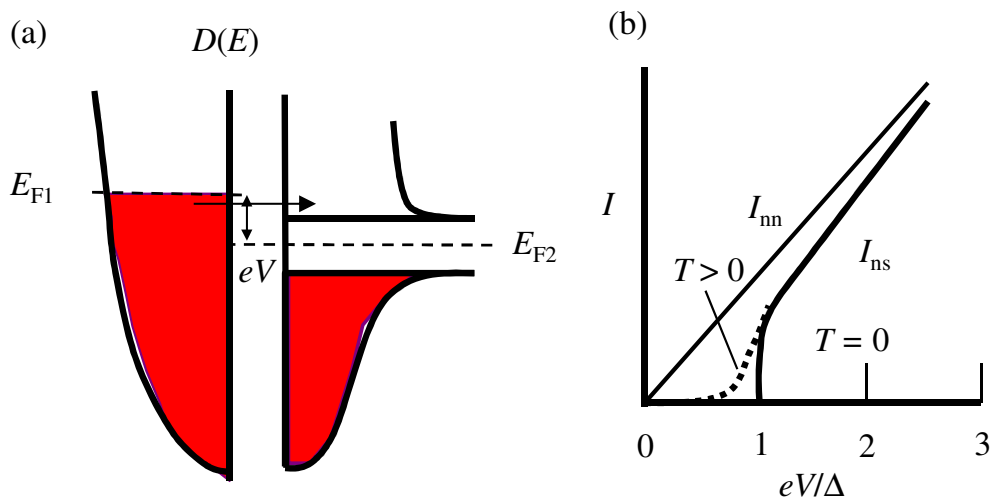 (a)
D(E)
E_F1
eV
E_F2
(b)
I
I_nn
I_ns
T > 0
T = 0
0 1 2 3
eV/Δ